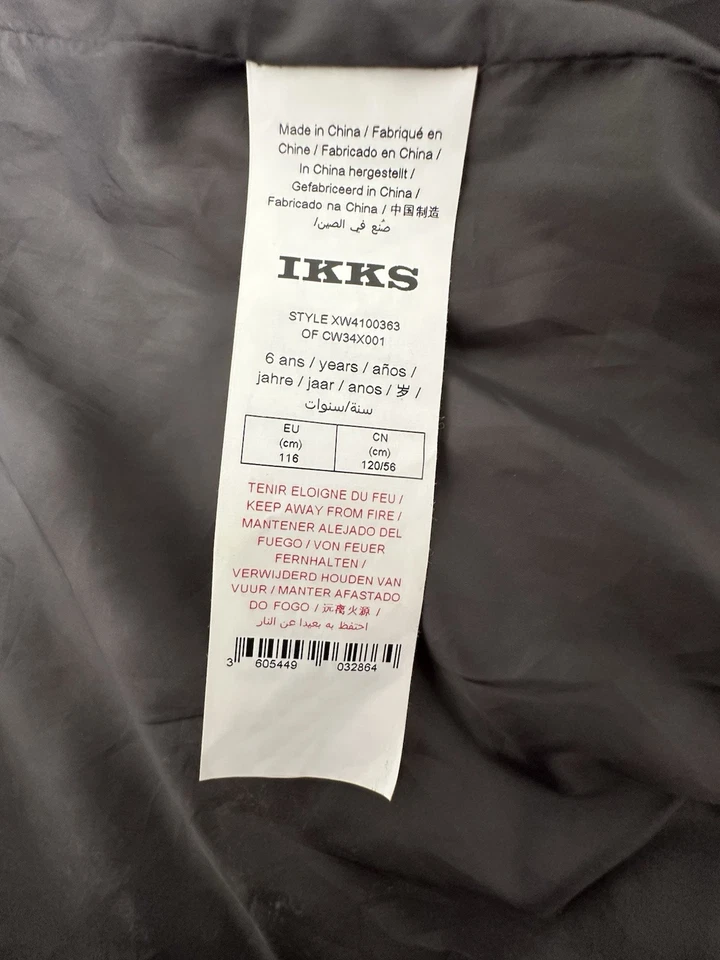 Made in China / Fabriqué en
Chine / Fabricado en China /
In China hergestellt /
Gefabriceerd in China /
Fabricado na China / 中国制造
صُنع في الصين/
IKKS
STYLE XW4100363
OF CW34X001
6 ans / years / años /
jahre / jaar / anos / 岁 /
سنة/سنوات
EU
(cm)
116
CN
(cm)
120/56
TENIR ELOIGNE DU FEU /
KEEP AWAY FROM FIRE /
MANTENER ALEJADO DEL
FUEGO / VON FEUER
FERNHALTEN /
VERWIJDERD HOUDEN VAN
VUUR / MANTER AFASTADO
DO FOGO / 远离火源 /
احتفظ به بعيدا عن النار
3 605449 032864